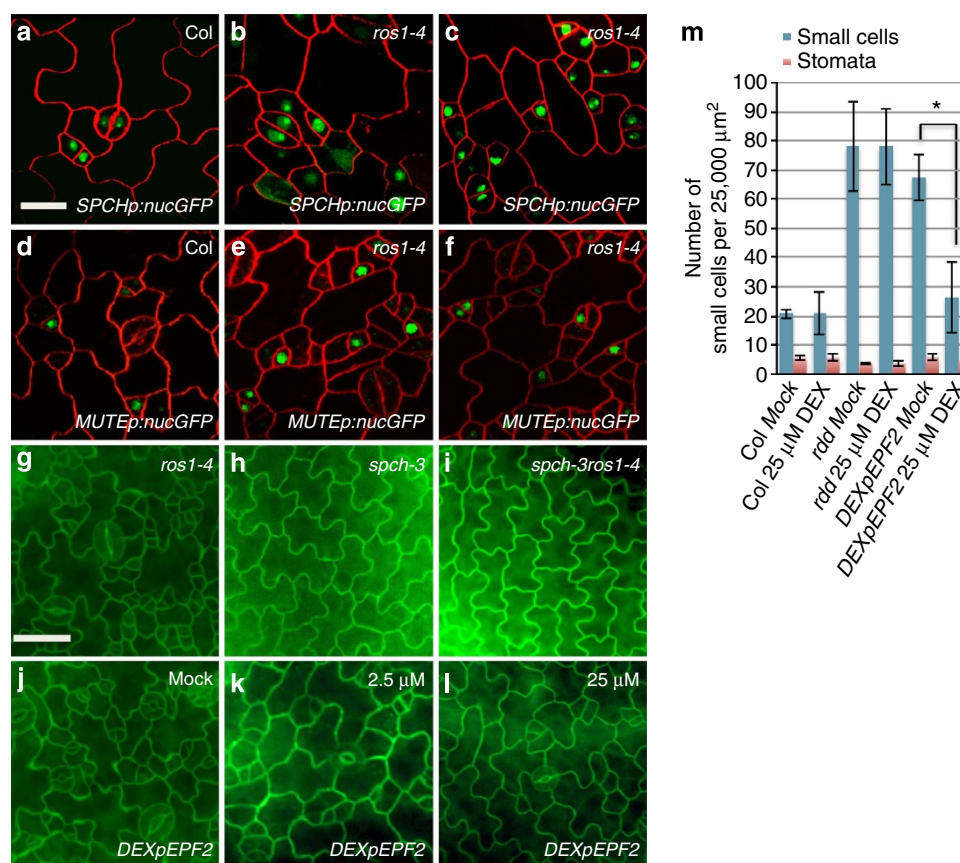 a Col
SPCHp:nucGFP
b ros1-4
SPCHp:nucGFP
c ros1-4
SPCHp:nucGFP
d Col
MUTEp:nucGFP
e ros1-4
MUTEp:nucGFP
f ros1-4
MUTEp:nucGFP
g ros1-4
h spch-3
i spch-3ros1-4
j Mock
DEXpEPF2
k 2.5 μM
DEXpEPF2
l 25 μM
DEXpEPF2
m
Small cells
Stomata
Number of
small cells per 25,000 μm²
100
90
80
70
60
50
40
30
20
10
0
*
Col Mock
Col 25 μM DEX
rdd Mock
rdd 25 μM DEX
DEXpEPF2 Mock
DEXpEPF2 25 μM DEX